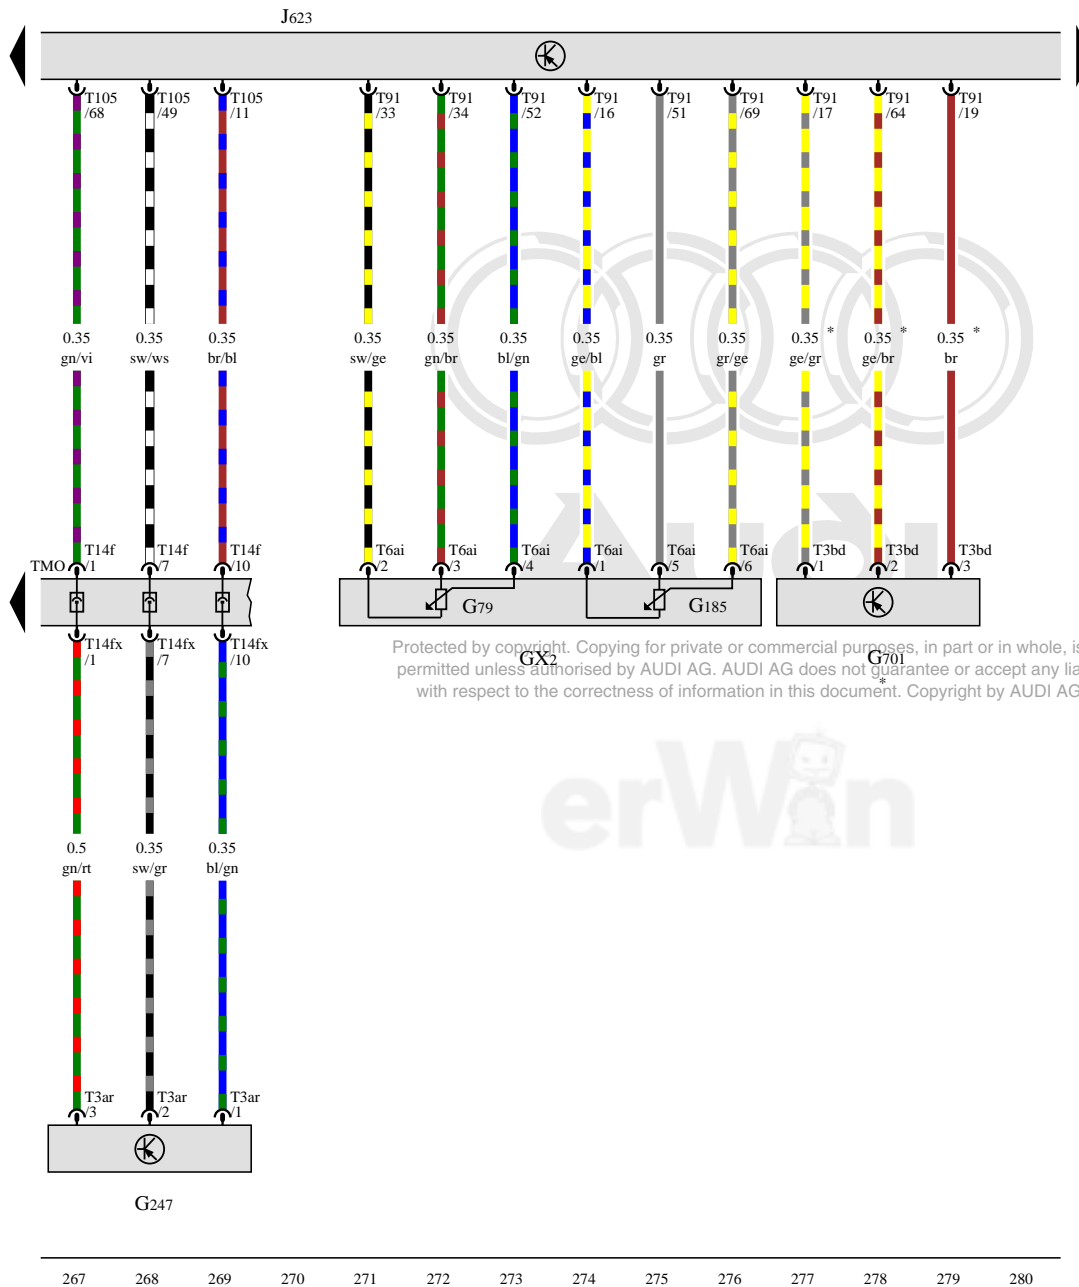 J623
T105 T105 T105 T91 T91 T91 T91 T91 T91 T91 T91 T91
/68 /49 /11 /33 /34 /52 /16 /51 /69 /17 /64 /19
0.35 0.35 0.35 0.35 0.35 0.35 0.35 0.35 0.35 0.35 * 0.35 * 0.35 *
gn/vi sw/ws br/bl sw/ge gn/br bl/gn ge/bl gr gr/ge ge/gr ge/br br
Audi
T14f T14f T14f T6ai T6ai T6ai T6ai T6ai T6ai T3bd T3bd T3bd
TMO /1 /7 /10 /2 /3 /4 /1 /5 /6 /1 /2 /3
G79 G185
T14fx T14fx T14fx
/1 /7 /10
GX2 G701
*
Protected by copyright. Copying for private or commercial purposes, in part or in whole, is
permitted unless authorised by AUDI AG. AUDI AG does not guarantee or accept any lia
with respect to the correctness of information in this document. Copyright by AUDI AG
erWin
0.5 0.35 0.35
gn/rt sw/gr bl/gn
T3ar T3ar T3ar
/3 /2 /1
G247
267 268 269 270 271 272 273 274 275 276 277 278 279 280